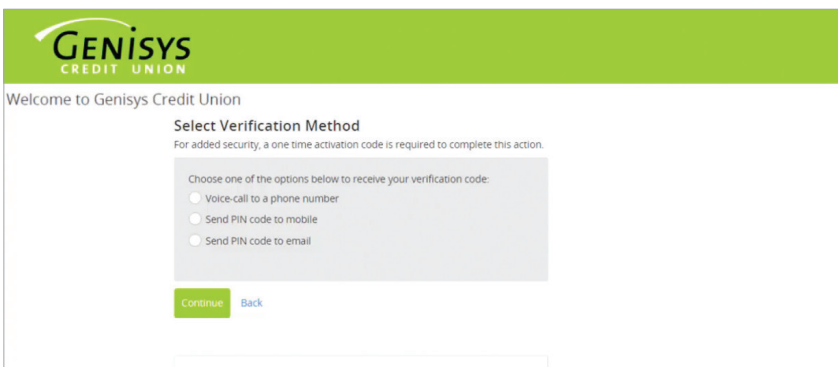 GENISYS
CREDIT UNION
Welcome to Genisys Credit Union
Select Verification Method
For added security, a one time activation code is required to complete this action.
Choose one of the options below to receive your verification code:
Voice-call to a phone number
Send PIN code to mobile
Send PIN code to email
Continue Back